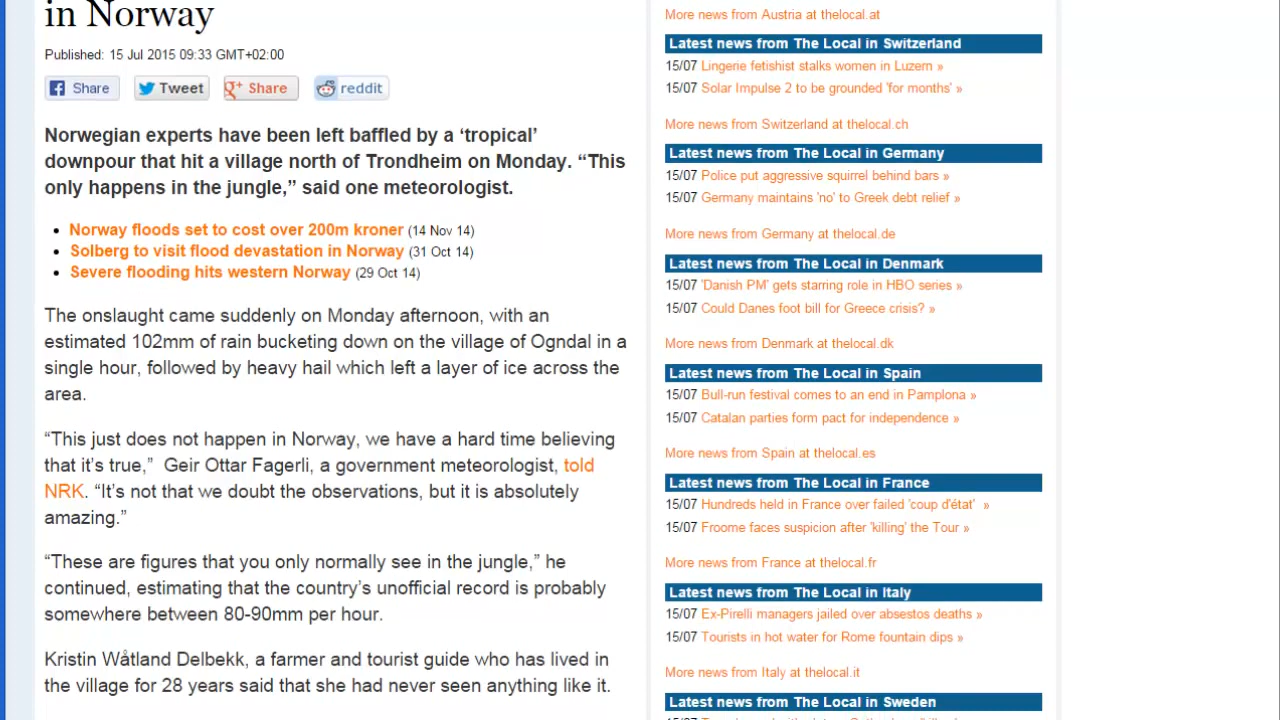 in Norway
Published: 15 Jul 2015 09:33 GMT+02:00
Share Tweet Share reddit
Norwegian experts have been left baffled by a ‘tropical’
downpour that hit a village north of Trondheim on Monday. “This
only happens in the jungle,” said one meteorologist.
• Norway floods set to cost over 200m kroner (14 Nov 14)
• Solberg to visit flood devastation in Norway (31 Oct 14)
• Severe flooding hits western Norway (29 Oct 14)
The onslaught came suddenly on Monday afternoon, with an
estimated 102mm of rain bucketing down on the village of Ogndal in a
single hour, followed by heavy hail which left a layer of ice across the
area.
“This just does not happen in Norway, we have a hard time believing
that it’s true,” Geir Ottar Fagerli, a government meteorologist, told
NRK. “It’s not that we doubt the observations, but it is absolutely
amazing.”
“These are figures that you only normally see in the jungle,” he
continued, estimating that the country’s unofficial record is probably
somewhere between 80-90mm per hour.
Kristin Wåtland Delbekk, a farmer and tourist guide who has lived in
the village for 28 years said that she had never seen anything like it.
More news from Austria at thelocal.at
Latest news from The Local in Switzerland
15/07 Lingerie fetishist stalks women in Luzern »
15/07 Solar Impulse 2 to be grounded 'for months' »
More news from Switzerland at thelocal.ch
Latest news from The Local in Germany
15/07 Police put aggressive squirrel behind bars »
15/07 Germany maintains 'no' to Greek debt relief »
More news from Germany at thelocal.de
Latest news from The Local in Denmark
15/07 'Danish PM' gets starring role in HBO series »
15/07 Could Danes foot bill for Greece crisis? »
More news from Denmark at thelocal.dk
Latest news from The Local in Spain
15/07 Bull-run festival comes to an end in Pamplona »
15/07 Catalan parties form pact for independence »
More news from Spain at thelocal.es
Latest news from The Local in France
15/07 Hundreds held in France over failed 'coup d'état' »
15/07 Froome faces suspicion after 'killing' the Tour »
More news from France at thelocal.fr
Latest news from The Local in Italy
15/07 Ex-Pirelli managers jailed over absestos deaths »
15/07 Tourists in hot water for Rome fountain dips »
More news from Italy at thelocal.it
Latest news from The Local in Sweden